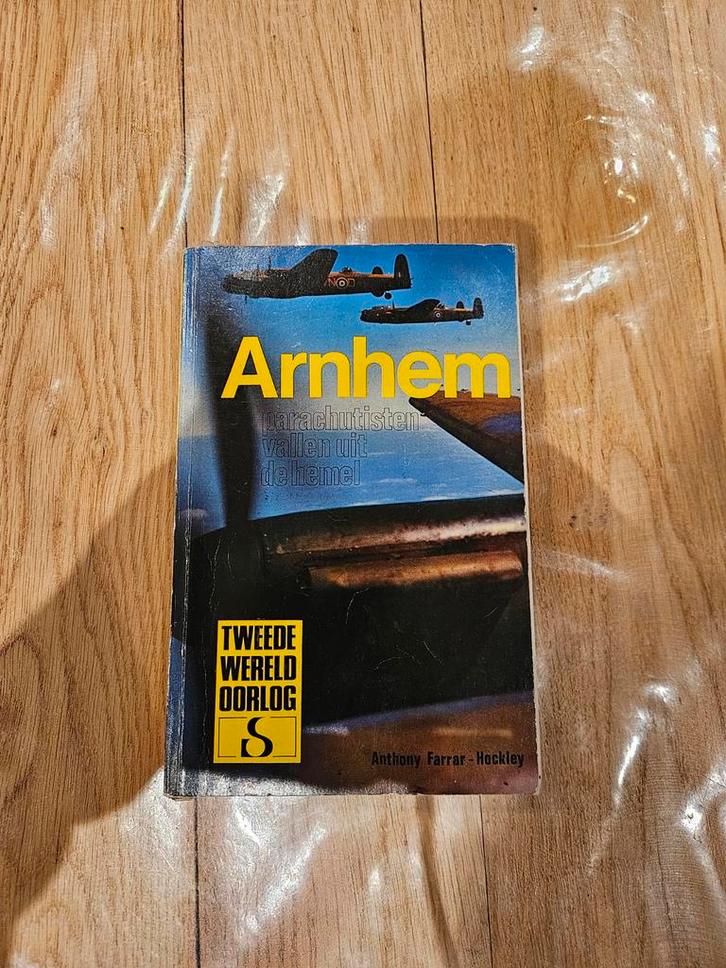 Arnhem
parachutisten
vallen uit
de hemel
TWEEDE
WERELD
OORLOG
S
Anthony Farrar-Hockley